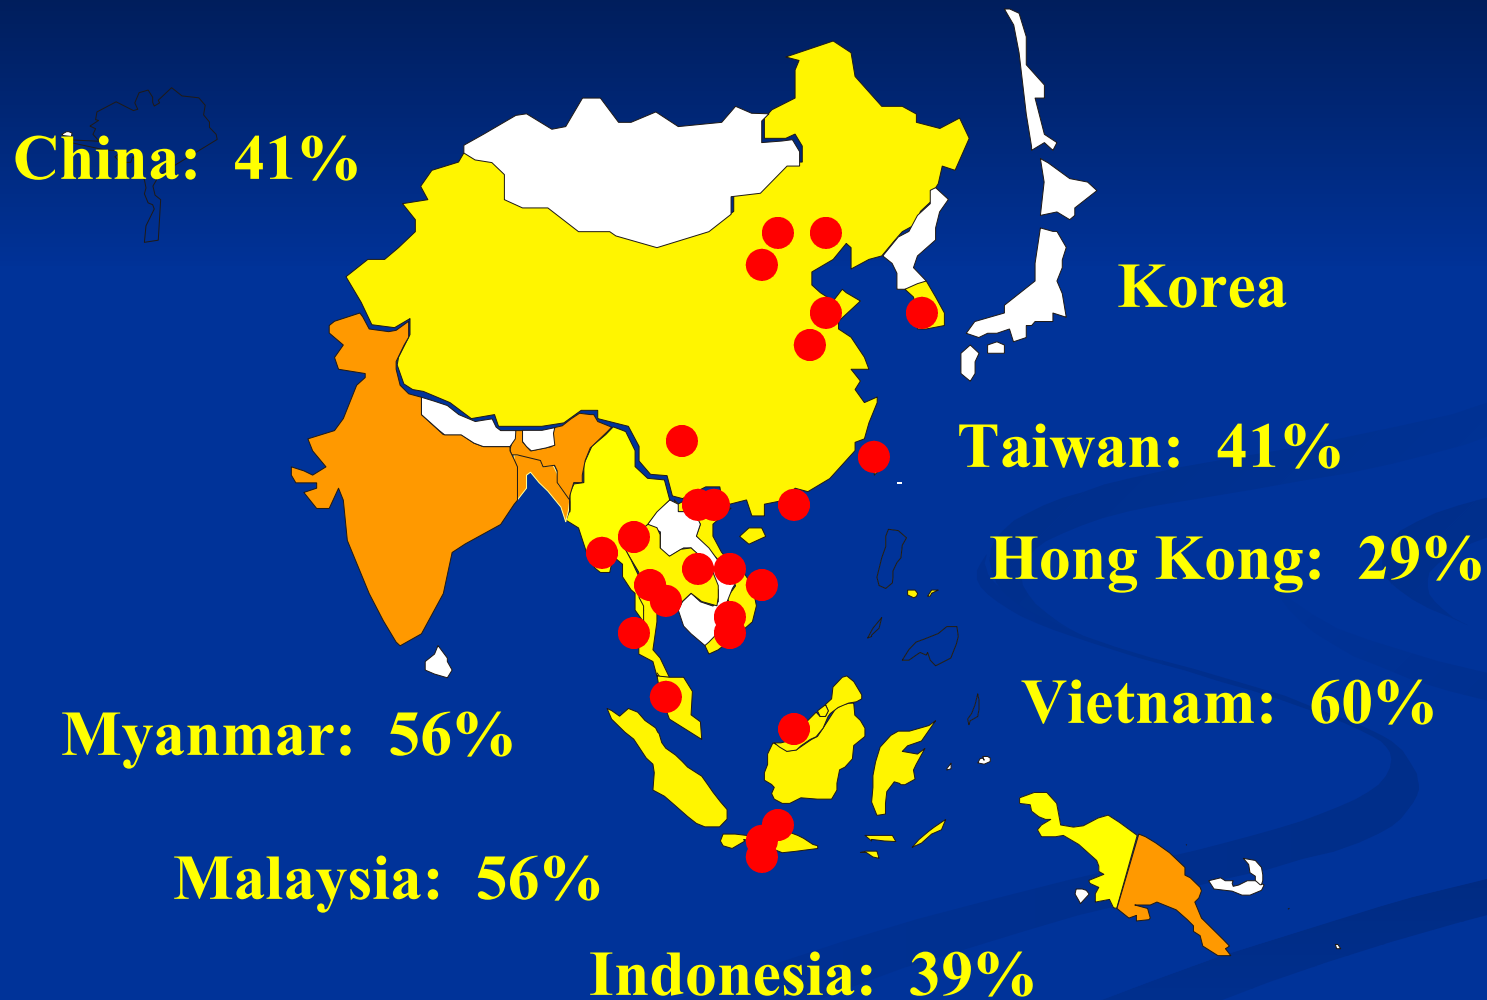 China: 41%
Korea
Taiwan: 41%
Hong Kong: 29%
Vietnam: 60%
Myanmar: 56%
Malaysia: 56%
Indonesia: 39%